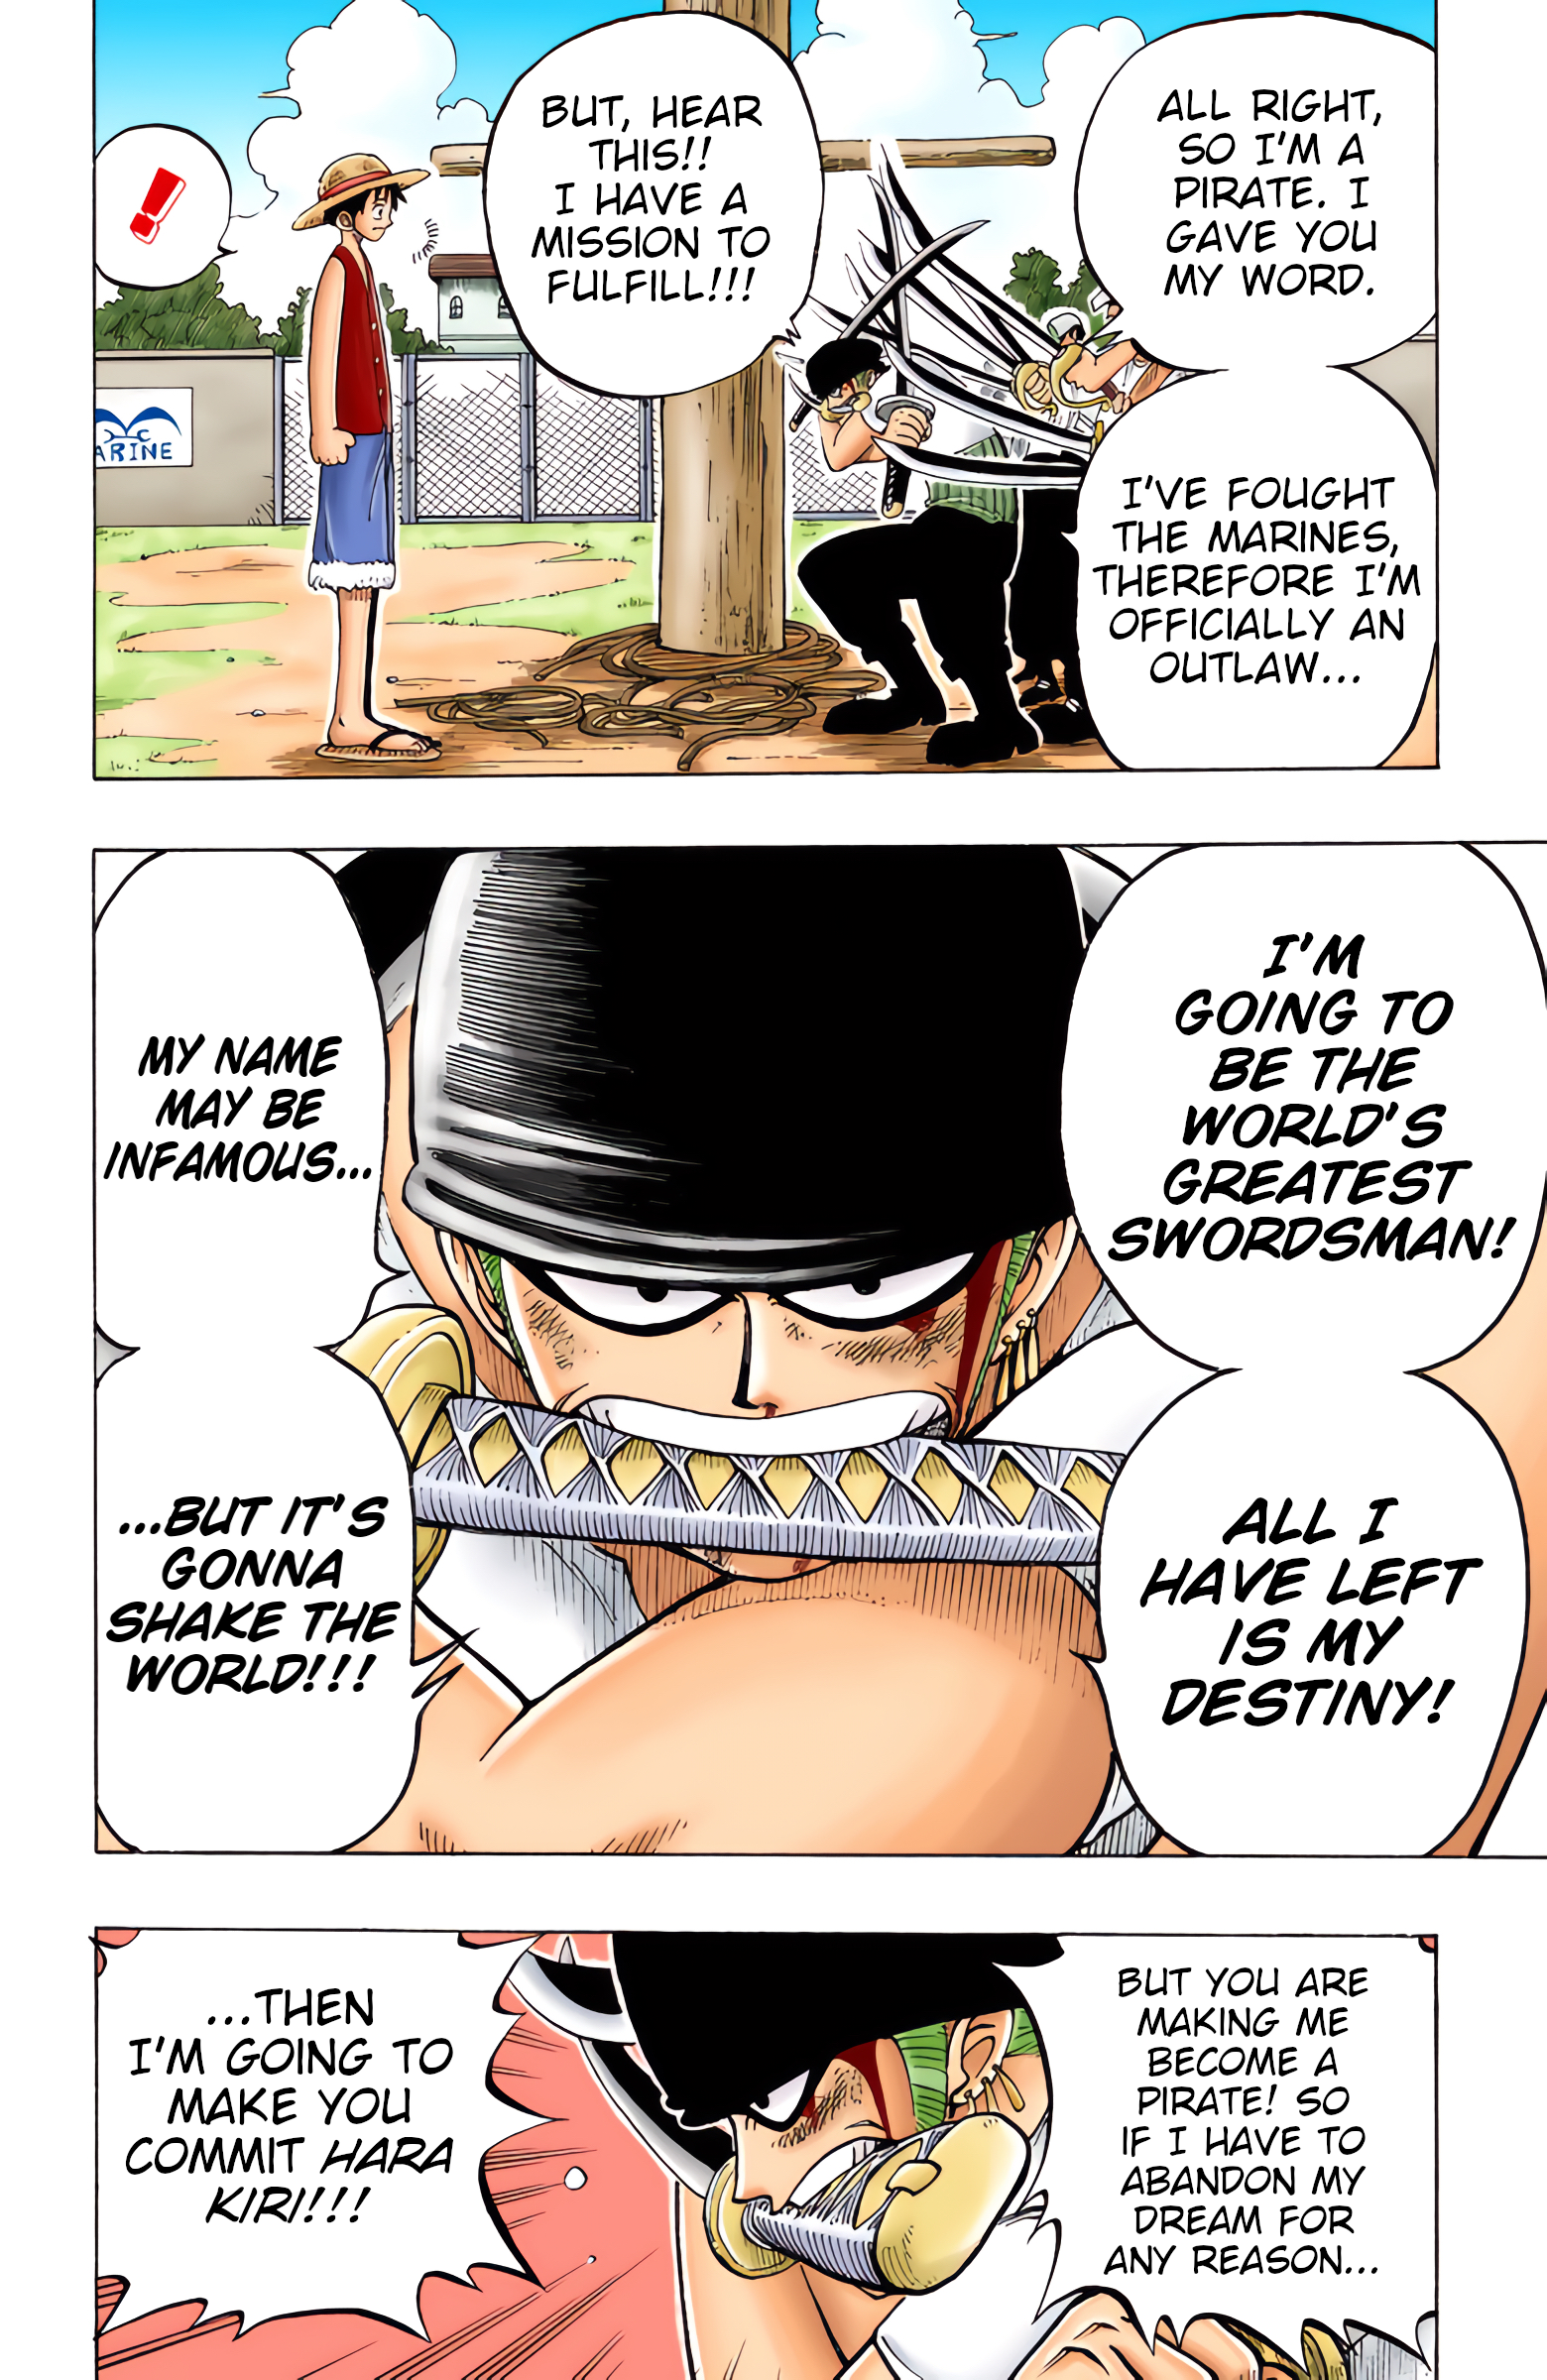 ALL RIGHT,
SO I'M A
PIRATE. I
GAVE YOU
MY WORD.
I'VE FOUGHT
THE MARINES,
THEREFORE I'M
OFFICIALLY AN
OUTLAW...
BUT, HEAR
THIS!!
I HAVE A
MISSION TO
FULFILL!!!
!
ARINE
I'M
GOING TO
BE THE
WORLD'S
GREATEST
SWORDSMAN!
ALL I
HAVE LEFT
IS MY
DESTINY!
MY NAME
MAY BE
INFAMOUS...
...BUT IT'S
GONNA
SHAKE THE
WORLD!!!
BUT YOU ARE
MAKING ME
BECOME A
PIRATE! SO
IF I HAVE TO
ABANDON MY
DREAM FOR
ANY REASON...
...THEN
I'M GOING TO
MAKE YOU
COMMIT HARA
KIRI!!!